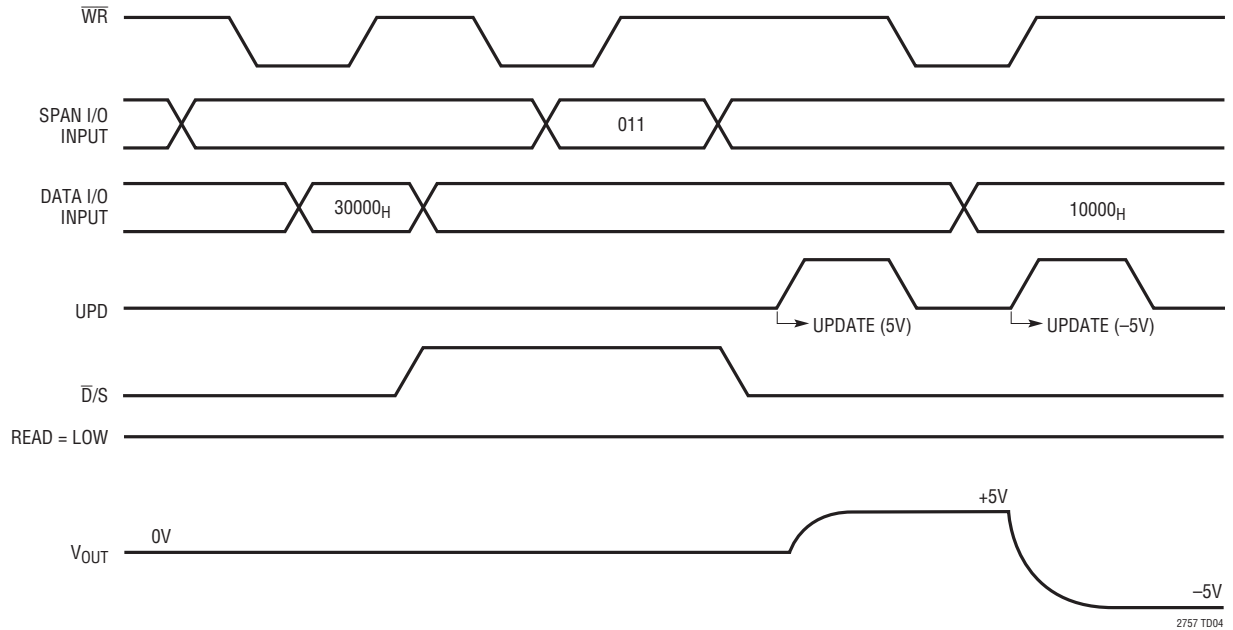 W̅R̅
SPAN I/O
INPUT
011
DATA I/O
INPUT
30000H
10000H
UPD
UPDATE (5V)
UPDATE (–5V)
D̅/S
READ = LOW
VOUT
0V
+5V
–5V
2757 TD04